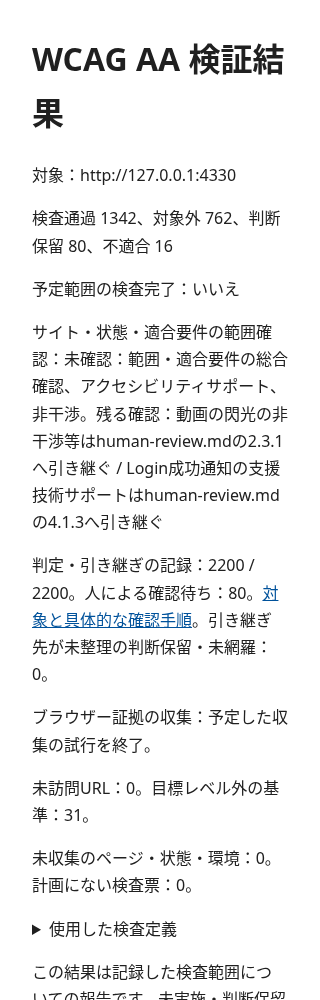 WCAG AA 検証結
果
対象：http://127.0.0.1:4330
検査通過 1342、対象外 762、判断
保留 80、不適合 16
予定範囲の検査完了：いいえ
サイト・状態・適合要件の範囲確
認：未確認：範囲・適合要件の総合
確認、アクセシビリティサポート、
非干渉。残る確認：動画の閃光の非
干渉等はhuman-review.mdの2.3.1
へ引き継ぐ / Login成功通知の支援
技術サポートはhuman-review.md
の4.1.3へ引き継ぐ
判定・引き継ぎの記録：2200 /
2200。人による確認待ち：80。対
象と具体的な確認手順。引き継ぎ
先が未整理の判断保留・未網羅：
0。
ブラウザー証拠の収集：予定した収
集の試行を終了。
未訪問URL：0。目標レベル外の基
準：31。
未収集のページ・状態・環境：0。
計画にない検査票：0。
▶ 使用した検査定義
この結果は記録した検査範囲につ
いての報告です。未実施・判断保留